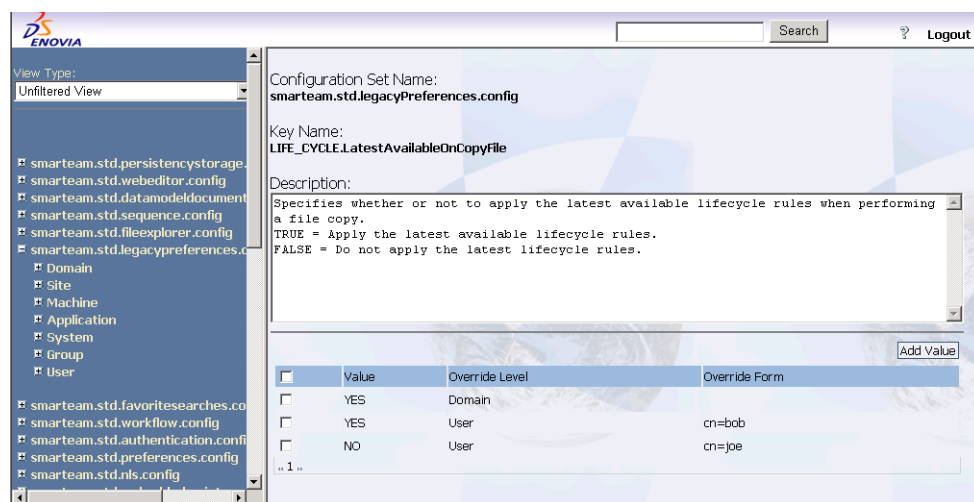 DS
ENOVIA
Search
?
Logout
View Type:
Unfiltered View
smarteam.std.persistencystorage.
smarteam.std.webeditor.config
smarteam.std.datamodeldocument
smarteam.std.sequence.config
smarteam.std.fileexplorer.config
smarteam.std.legacypreferences.c
Domain
Site
Machine
Application
System
Group
User
smarteam.std.favoritesearches.co
smarteam.std.workflow.config
smarteam.std.authentication.confi
smarteam.std.preferences.config
smarteam.std.nls.config
Configuration Set Name:
smarteam.std.legacyPreferences.config
Key Name:
LIFE_CYCLE.LatestAvailableOnCopyFile
Description:
Specifies whether or not to apply the latest available lifecycle rules when performing
a file copy.
TRUE = Apply the latest available lifecycle rules.
FALSE = Do not apply the latest lifecycle rules.
Add Value
Value Override Level Override Form
YES Domain
YES User cn=bob
NO User cn=joe
1